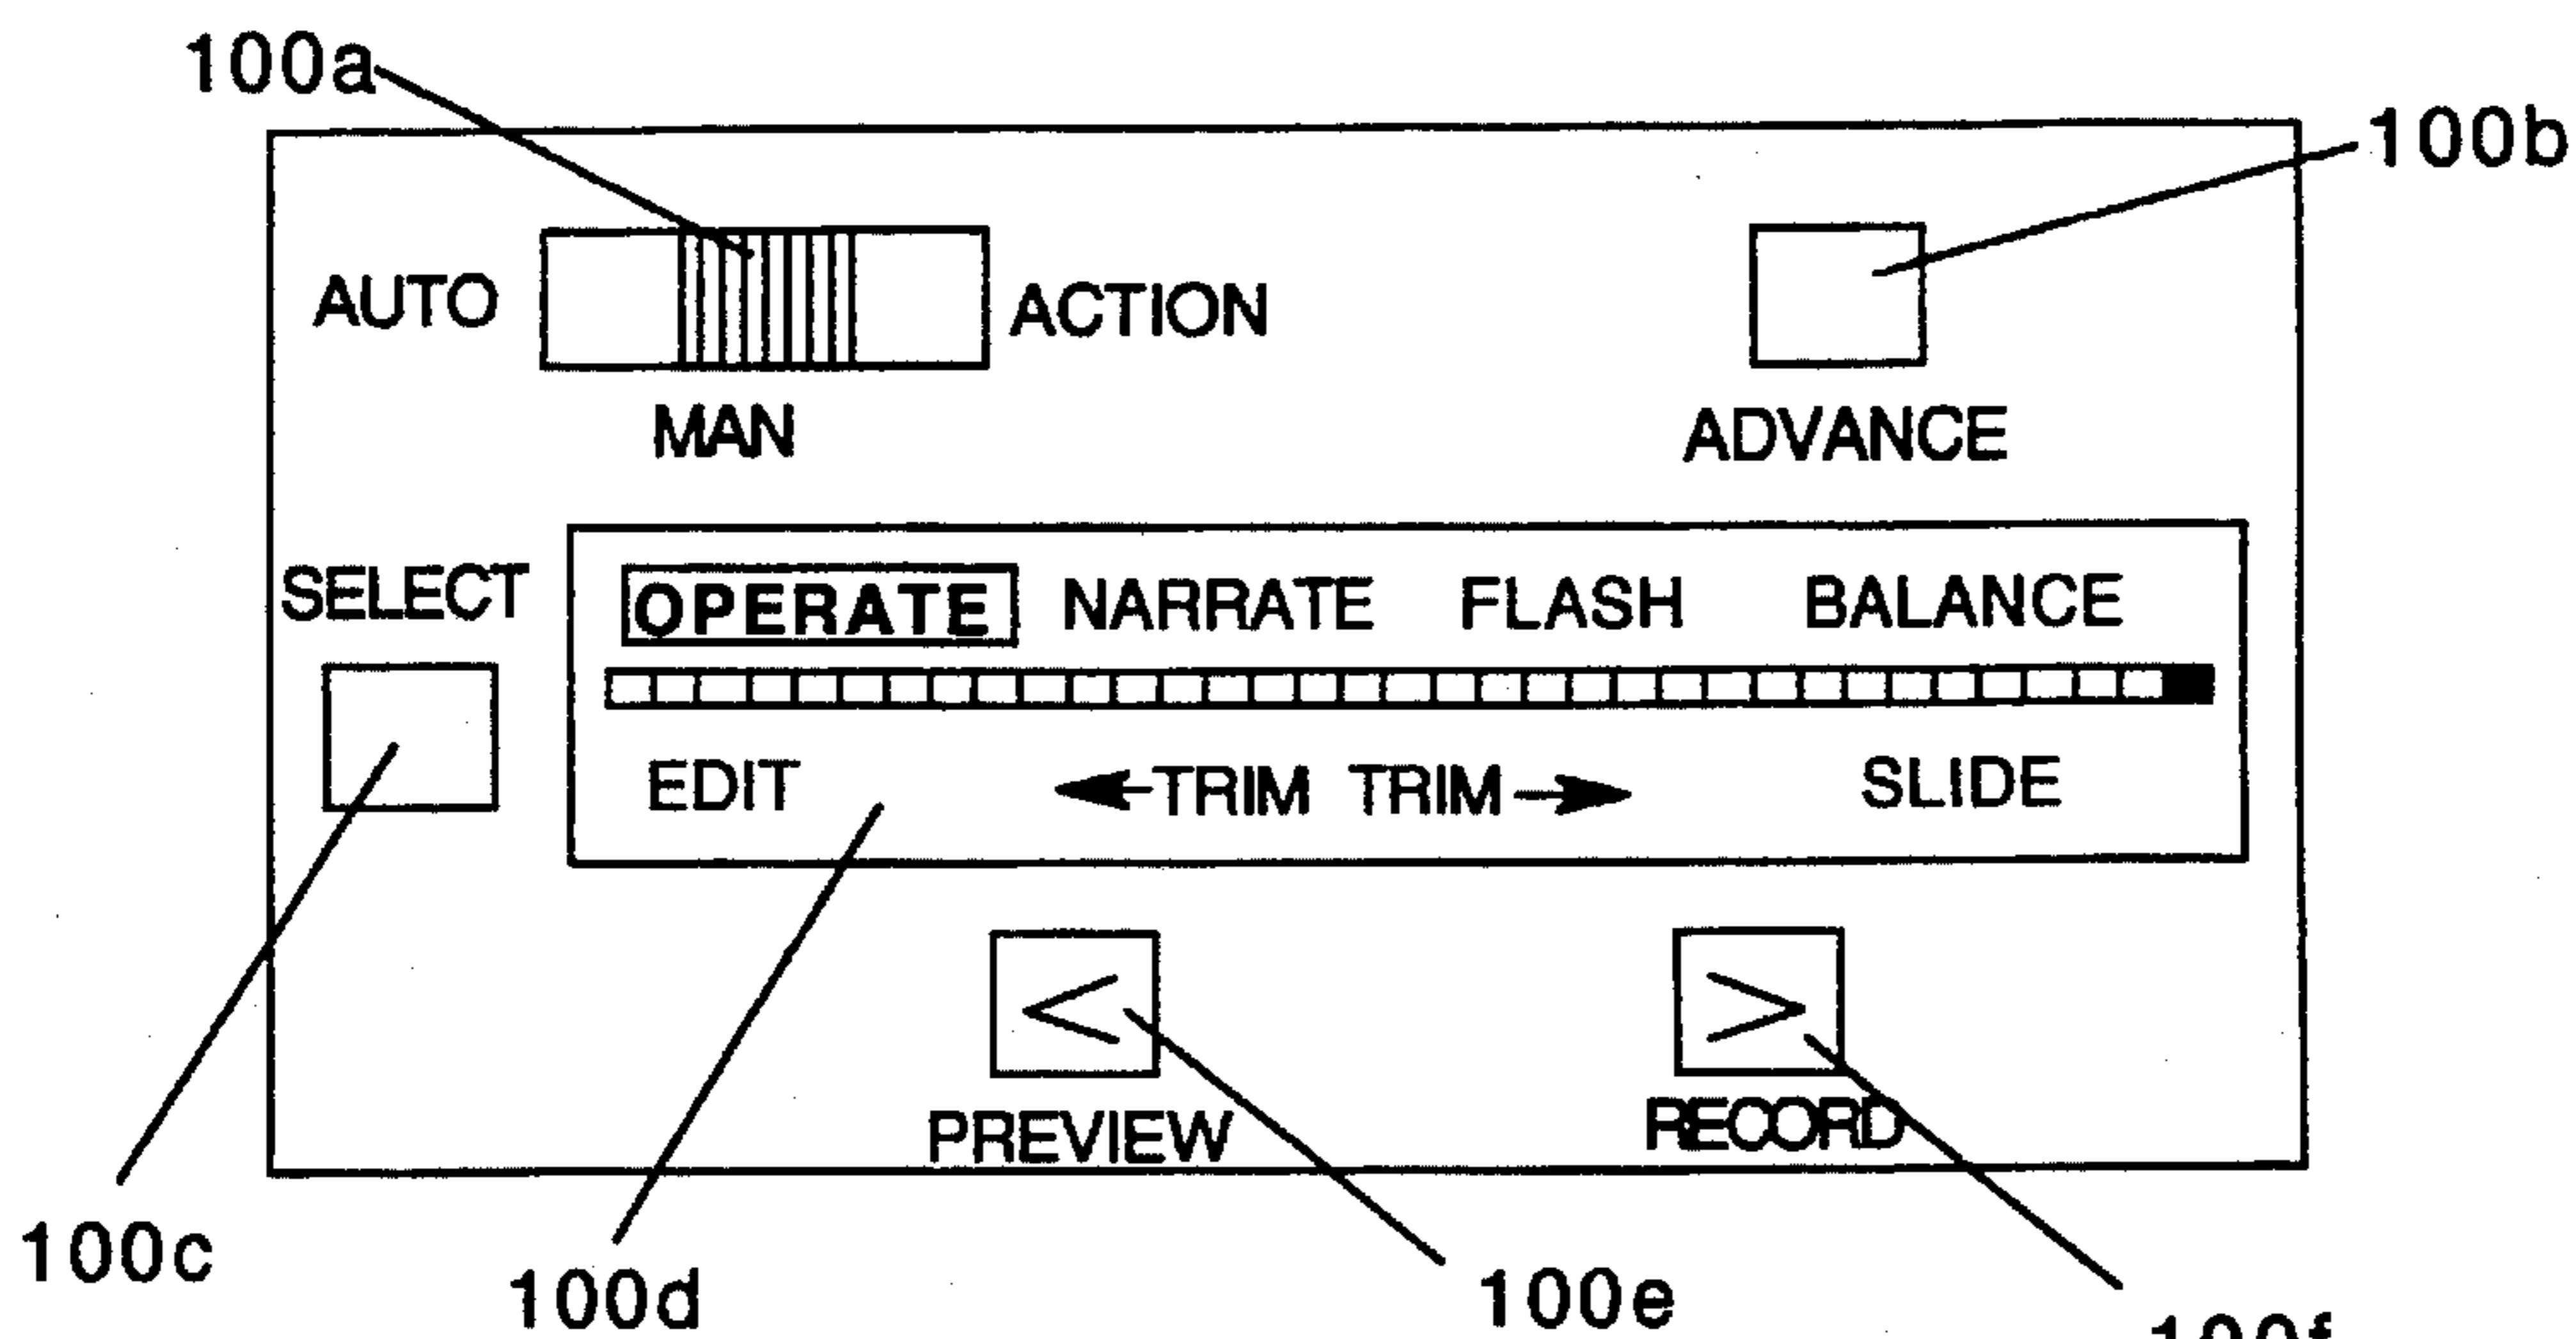 100a
100b
AUTO ACTION
MAN ADVANCE
SELECT
OPERATE NARRATE FLASH BALANCE
EDIT ←TRIM TRIM→ SLIDE
< >
PREVIEW RECORD
100c
100d 100e 100f